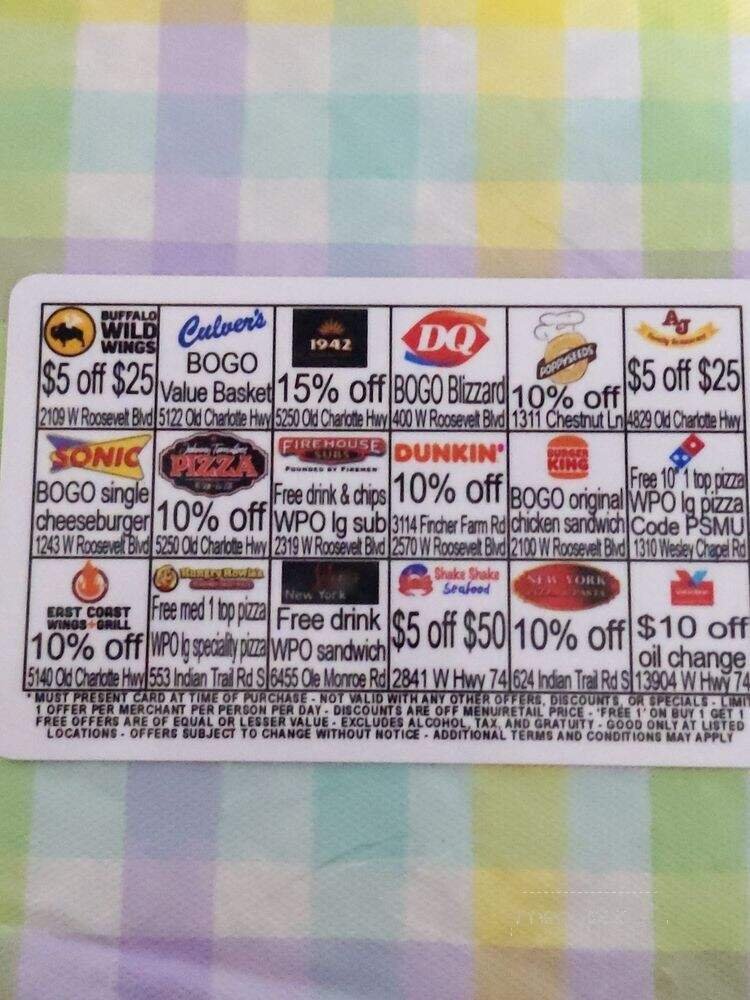 BUFFALO
WILD
WINGS
$5 off $25
2109 W Roosevelt Blvd
Culver's
BOGO
Value Basket
5122 Old Charlotte Hwy
1942
15% off
5250 Old Charlotte Hwy
DQ
BOGO Blizzard
400 W Roosevelt Blvd
POPPYSEEDS
10% off
1311 Chestnut Ln
AJ
$5 off $25
4829 Old Charlotte Hwy
SONIC
BOGO single
cheeseburger
1243 W Roosevelt Blvd
PIZZA
10% off
5250 Old Charlotte Hwy
FIREHOUSE
SUBS
FOUNDED BY FIREMEN
Free drink & chips
WPO lg sub
2319 W Roosevelt Blvd
DUNKIN'
10% off
3114 Fincher Farm Rd
2570 W Roosevelt Blvd
BURGER
KING
BOGO original
chicken sandwich
2100 W Roosevelt Blvd
Free 10" 1 top pizza
WPO lg pizza
Code PSMU
1310 Wesley Chapel Rd
EAST COAST
WINGS+GRILL
10% off
5140 Old Charlotte Hwy
Hungry Howie's
Free med 1 top pizza
WPO lg speciality pizza
553 Indian Trail Rd S
New York
Free drink
WPO sandwich
6455 Ole Monroe Rd
Shake Shake
Seafood
$5 off $50
2841 W Hwy 74
NEW YORK
PIZZA & PASTA
10% off
624 Indian Trail Rd S
$10 off
oil change
13904 W Hwy 74
* MUST PRESENT CARD AT TIME OF PURCHASE - NOT VALID WITH ANY OTHER OFFERS, DISCOUNTS, OR SPECIALS - LIMIT
1 OFFER PER MERCHANT PER PERSON PER DAY - DISCOUNTS ARE OFF MENU/RETAIL PRICE - 'FREE 1' ON BUY 1 GET 1
FREE OFFERS ARE OF EQUAL OR LESSER VALUE - EXCLUDES ALCOHOL, TAX, AND GRATUITY - GOOD ONLY AT LISTED
LOCATIONS - OFFERS SUBJECT TO CHANGE WITHOUT NOTICE - ADDITIONAL TERMS AND CONDITIONS MAY APPLY